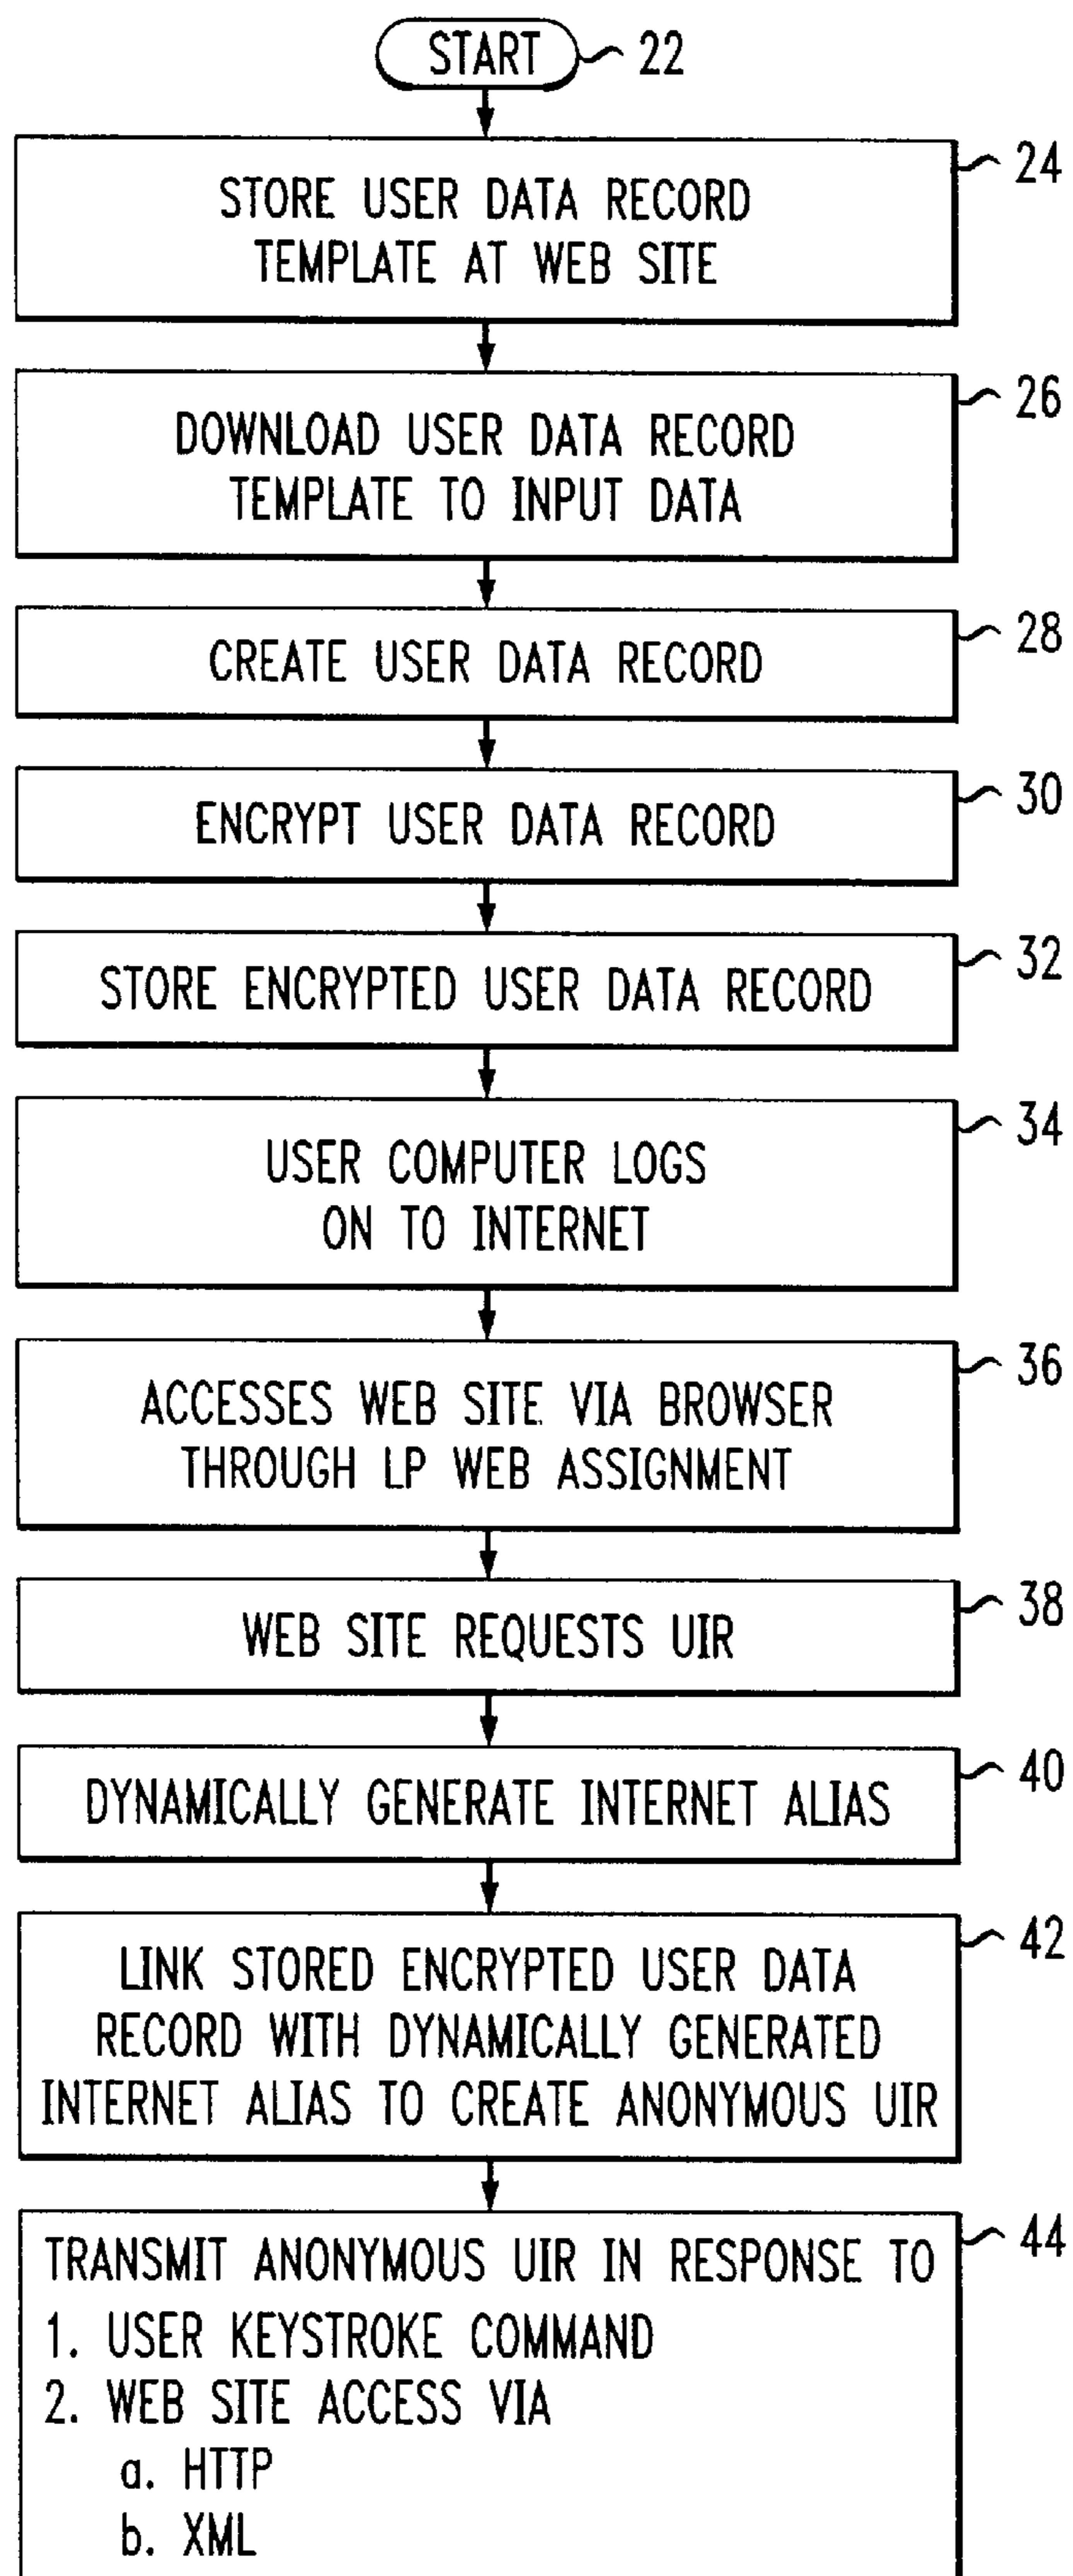 START 22
24
STORE USER DATA RECORD
TEMPLATE AT WEB SITE
26
DOWNLOAD USER DATA RECORD
TEMPLATE TO INPUT DATA
28
CREATE USER DATA RECORD
30
ENCRYPT USER DATA RECORD
32
STORE ENCRYPTED USER DATA RECORD
34
USER COMPUTER LOGS
ON TO INTERNET
36
ACCESSES WEB SITE VIA BROWSER
THROUGH LP WEB ASSIGNMENT
38
WEB SITE REQUESTS UIR
40
DYNAMICALLY GENERATE INTERNET ALIAS
42
LINK STORED ENCRYPTED USER DATA
RECORD WITH DYNAMICALLY GENERATED
INTERNET ALIAS TO CREATE ANONYMOUS UIR
44
TRANSMIT ANONYMOUS UIR IN RESPONSE TO
1. USER KEYSTROKE COMMAND
2. WEB SITE ACCESS VIA
a. HTTP
b. XML